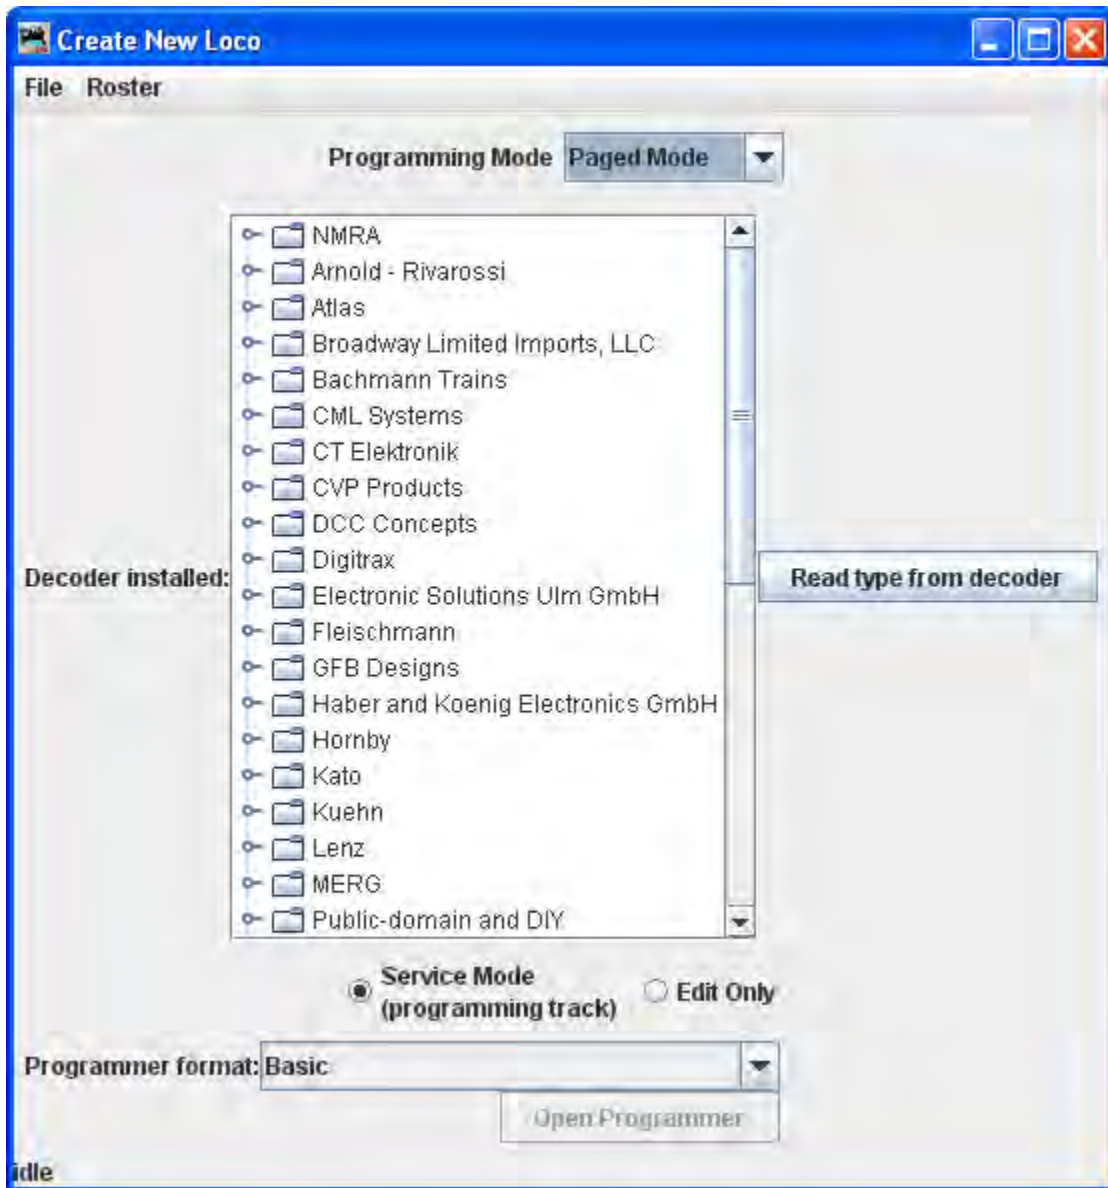 Create New Loco
File Roster
Programming Mode Paged Mode
NMRA
Arnold - Rivarossi
Atlas
Broadway Limited Imports, LLC
Bachmann Trains
CML Systems
CT Elektronik
CVP Products
DCC Concepts
Digitrax
Decoder installed:
Read type from decoder
Electronic Solutions Ulm GmbH
Fleischmann
GFB Designs
Haber and Koenig Electronics GmbH
Hornby
Kato
Kuehn
Lenz
MERG
Public-domain and DIY
Service Mode
(programming track)
Edit Only
Programmer format: Basic
Open Programmer
idle